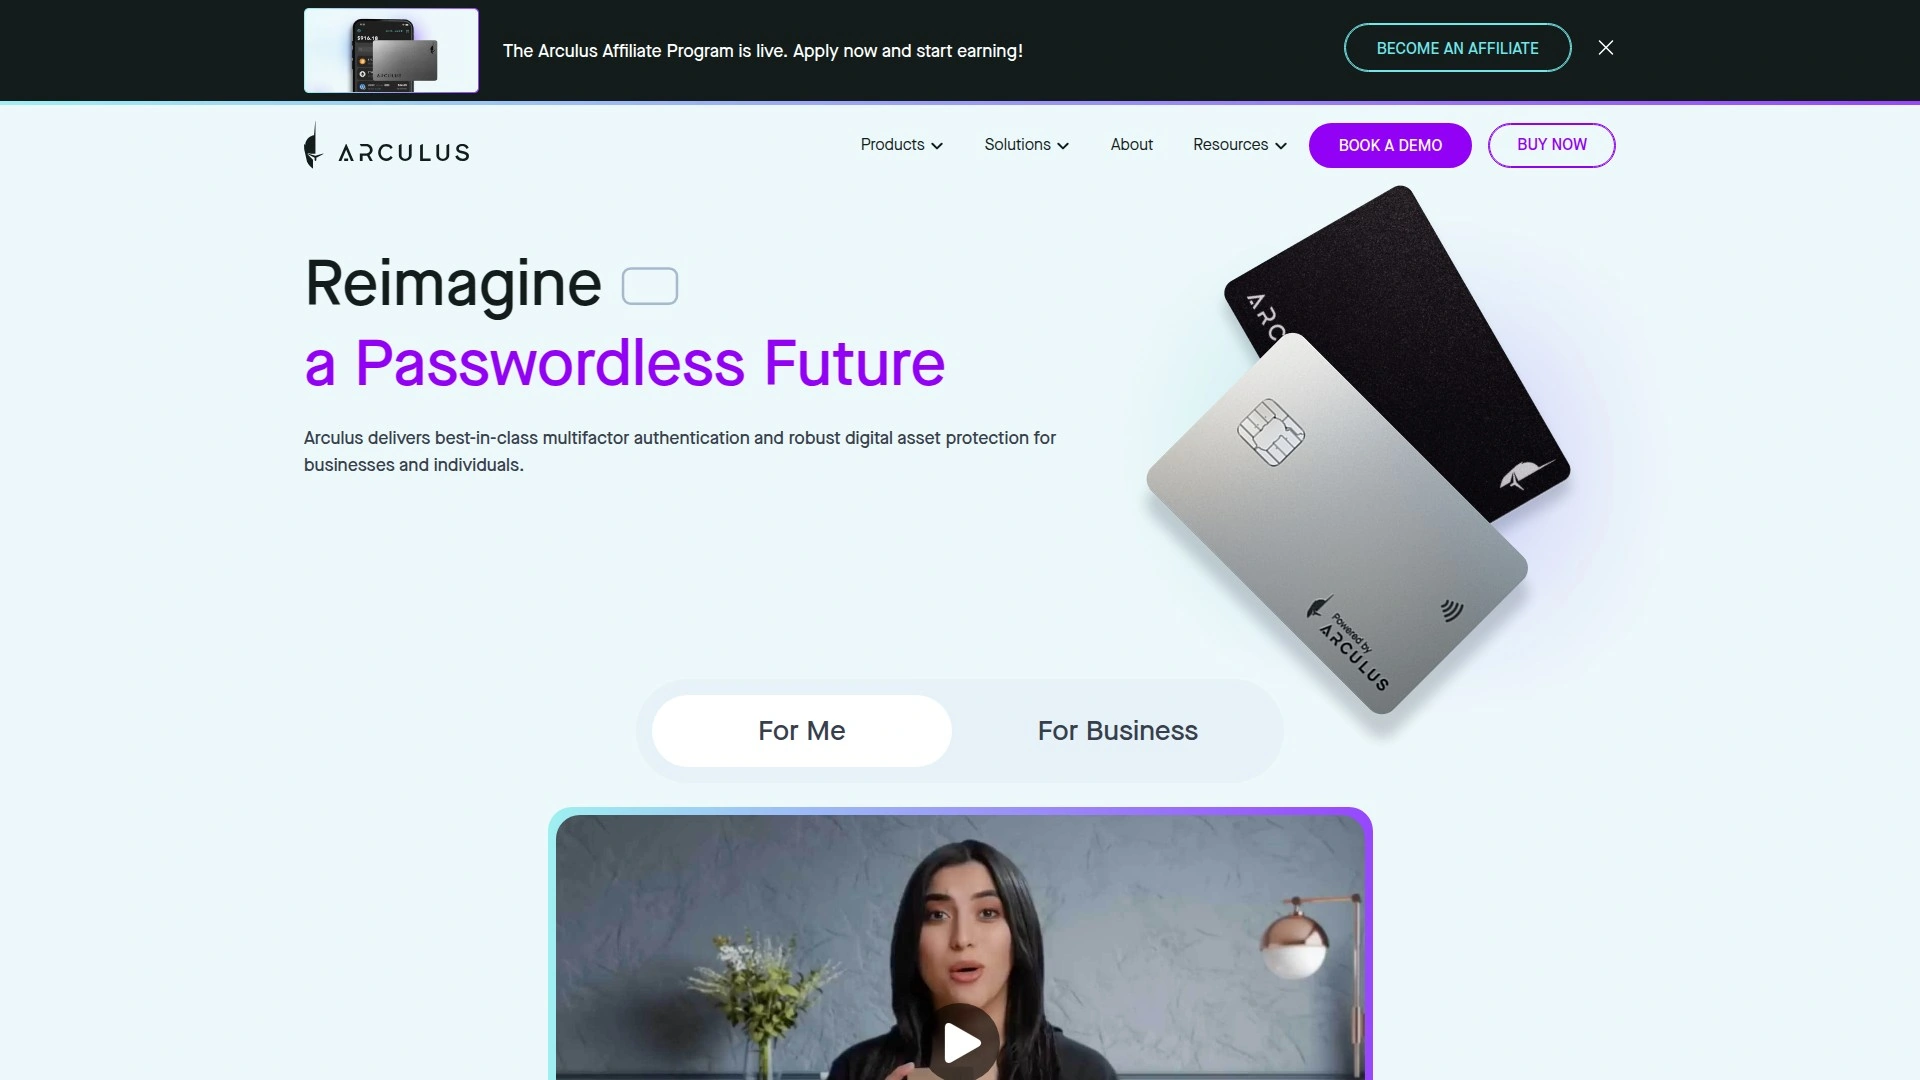 The Arculus Affiliate Program is live. Apply now and start earning!
BECOME AN AFFILIATE
ARCULUS
Products
Solutions
About
Resources
BOOK A DEMO
BUY NOW
Reimagine
a Passwordless Future
Arculus delivers best-in-class multifactor authentication and robust digital asset protection for
businesses and individuals.
ARC
Powered by
ARCULUS
For Me
For Business